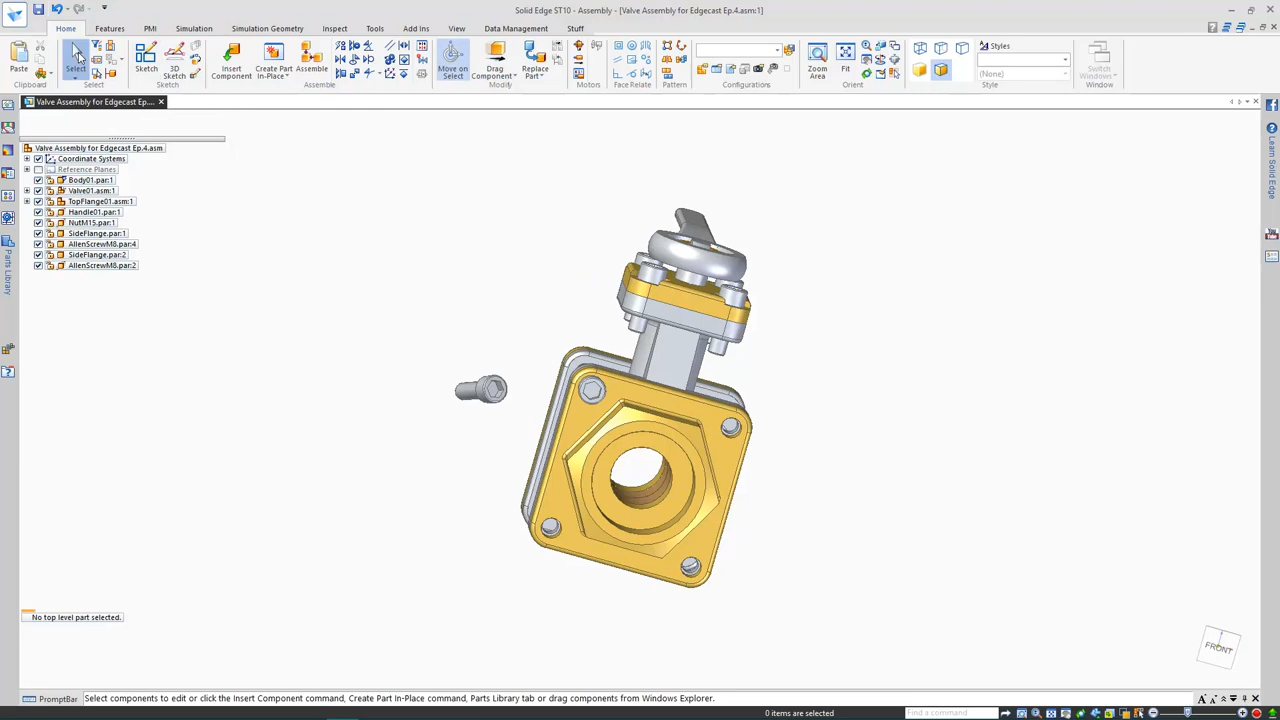 Solid Edge ST10 - Assembly - [Valve Assembly for Edgecast Ep.4.asm:1]
Home Features PMI Simulation Simulation Geometry Inspect Tools Add Ins View Data Management Stuff
Paste Select Sketch 3D Sketch Insert Component Create Part In-Place Assemble Move on Select Drag Component Replace Part Zoom Area Fit Styles (None) Switch Windows
Clipboard Select Sketch Assemble Modify Motors Face Relate Pattern Configurations Orient Style Window
Valve Assembly for Edgecast Ep....
Valve Assembly for Edgecast Ep.4.asm
Coordinate Systems
Reference Planes
Body01.par:1
Valve01.asm:1
TopFlange01.asm:1
Handle01.par:1
NutM15.par:1
SideFlange.par:1
AllenScrewM8.par:4
SideFlange.par:2
AllenScrewM8.par:2
Parts Library
Learn Solid Edge
No top level part selected.
FRONT
PromptBar Select components to edit or click the Insert Component command, Create Part In-Place command, Parts Library tab or drag components from Windows Explorer.
0 items are selected Find a command